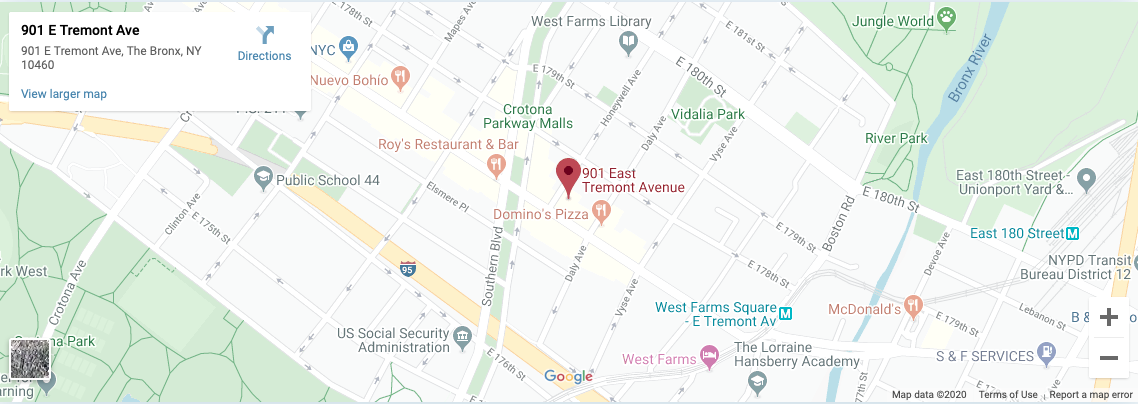 901 E Tremont Ave
901 E Tremont Ave, The Bronx, NY
10460
Directions
View larger map
E 178th St
Mapes Ave
West Farms Library
Jungle World
NYC
Nuevo Bohío
E 179th St
E 180th St
Bronx River
Honeywell Ave
Crotona
Parkway Malls
Vidalia Park
Daly Ave
Vyse Ave
River Park
Roy's Restaurant & Bar
901 East
Tremont Avenue
Public School 44
Elsmere Pl
E 180th St
East 180th Street -
Unionport Yard &...
Domino's Pizza
Clinton Ave
E 175th St
Boston Rd
East 180 Street
M
E 179th St
Southern Blvd
Daly Ave
E 178th St
Devoe Ave
NYPD Transit
Bureau District 12
95
rk West
Crotona Ave
Vyse Ave
West Farms Square
- E Tremont Av
M
McDonald's
Lebanon St
E 179th St
B &
US Social Security
Administration
E 176th St
West Farms
The Lorraine
Hansberry Academy
S & F SERVICES
na Park
arning
Google
77th St
Map data ©2020
Terms of Use
Report a map error